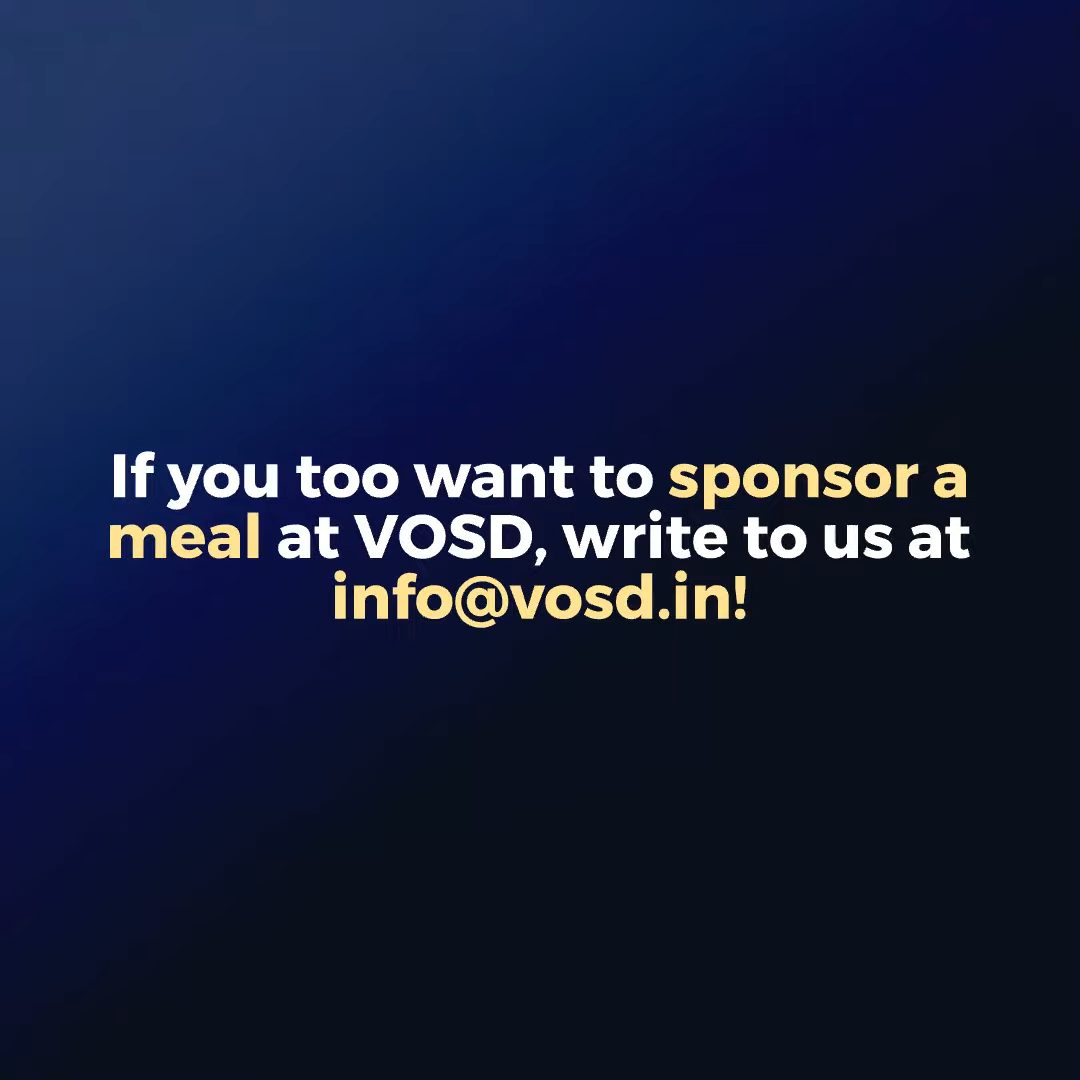 If you too want to sponsor a
meal at VOSD, write to us at
info@vosd.in!